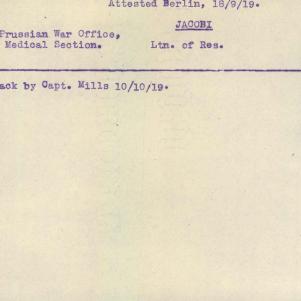 Attested Berlin, 18/9/19.
JACOBI
Prussian War Office,
Medical Section. Ltn. of Res.
ack by Capt. Mills 10/10/19.